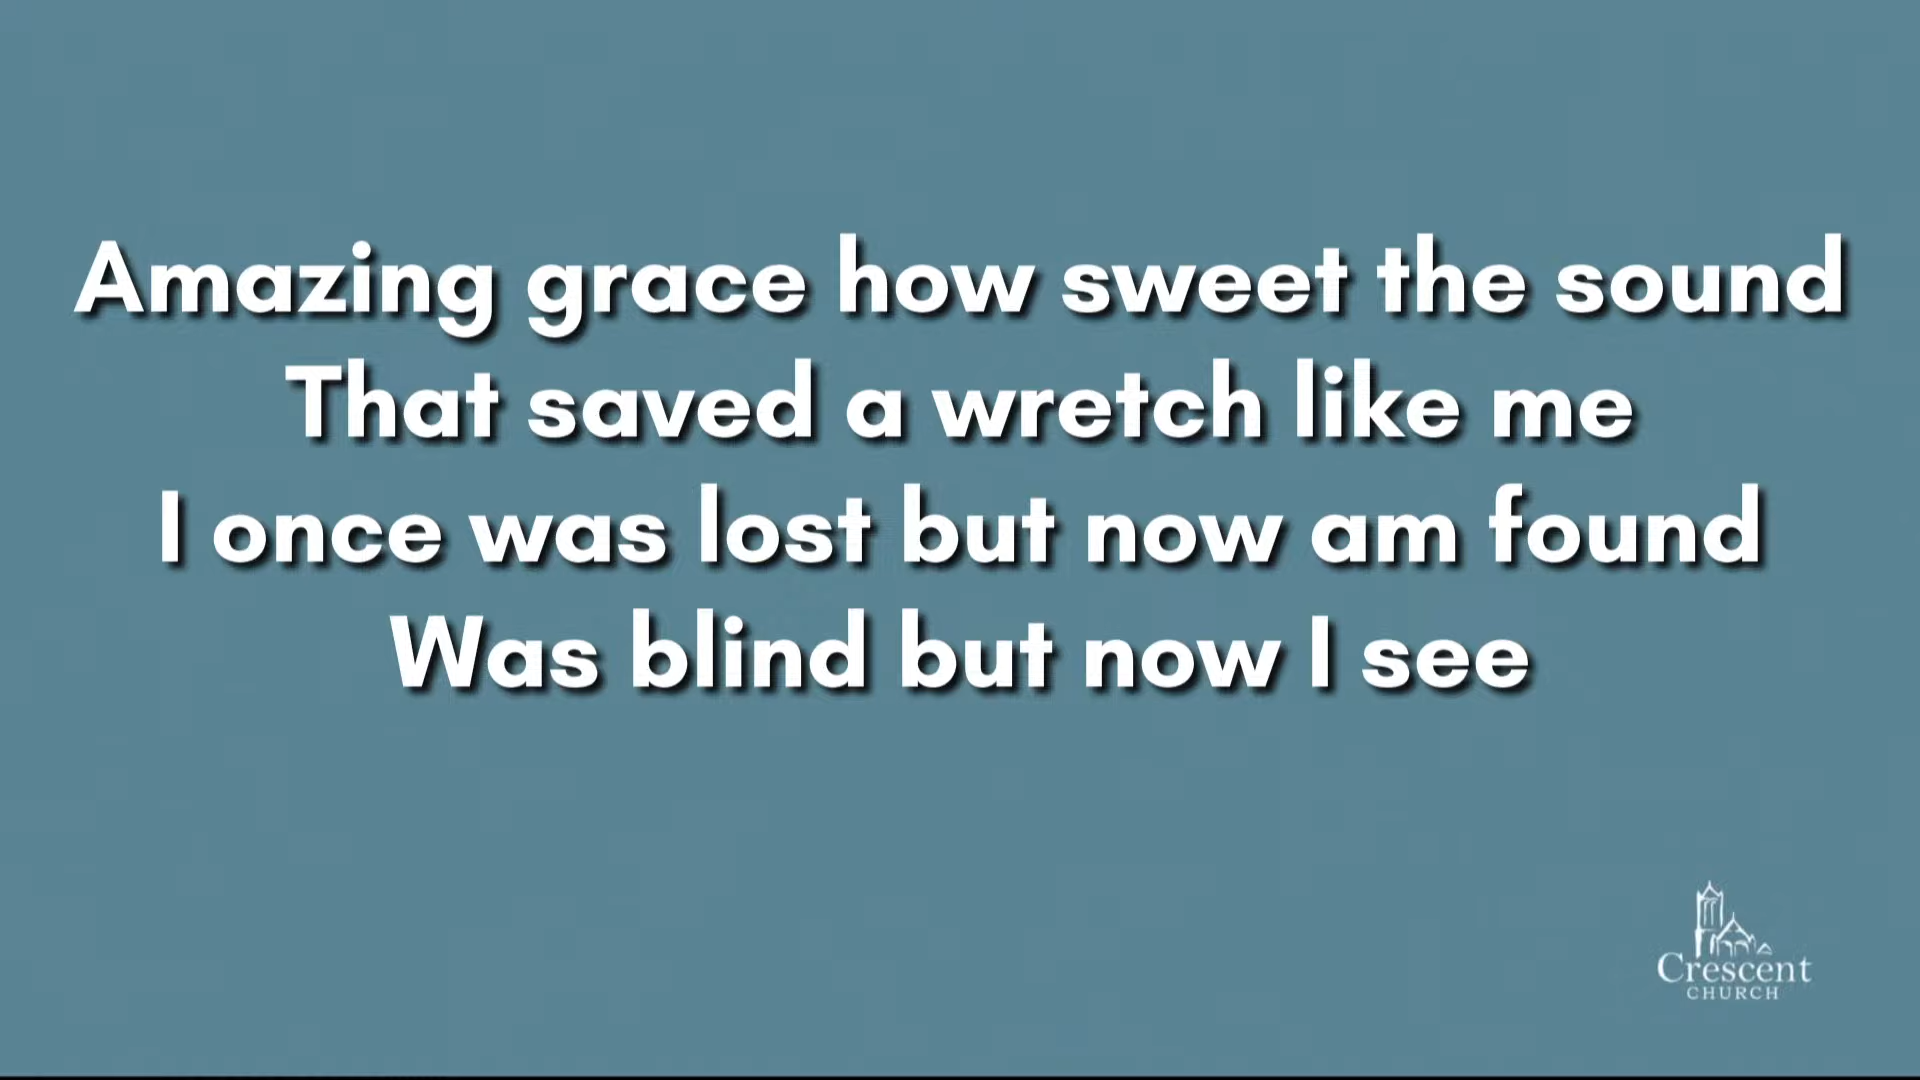 Amazing grace how sweet the sound
That saved a wretch like me
I once was lost but now am found
Was blind but now I see
Crescent
CHURCH